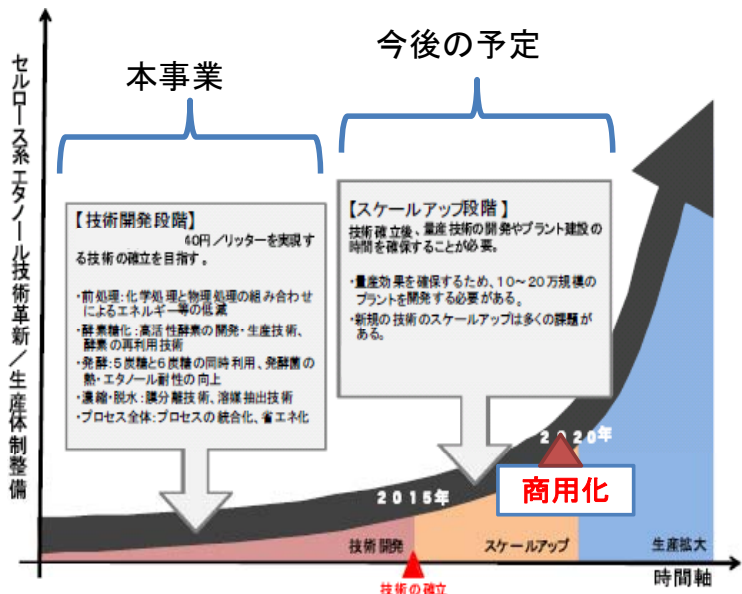 セルロース系エタノール技術革新／生産体制整備
本事業
今後の予定
【技術開発段階】
40円／リッターを実現す
る技術の確立を目指す。
・前処理：化学処理と物理処理の組み合わせ
によるエネルギー等の低減
・酵素糖化：高活性酵素の開発・生産技術、
酵素の再利用技術
・発酵：５炭糖と６炭糖の同時利用、発酵菌の
熱・エタノール耐性の向上
・濃縮・脱水：膜分離技術、溶媒抽出技術
・プロセス全体：プロセスの統合化、省エネ化
【スケールアップ段階】
技術確立後、量産技術の開発やプラント建設の
時間を確保することが必要。
・量産効果を確保するため、10～20万規模の
プラントを開発する必要がある。
・新規の技術のスケールアップは多くの課題が
ある。
2020年
商用化
2015年
技術開発
スケールアップ
生産拡大
時間軸
技術の確立